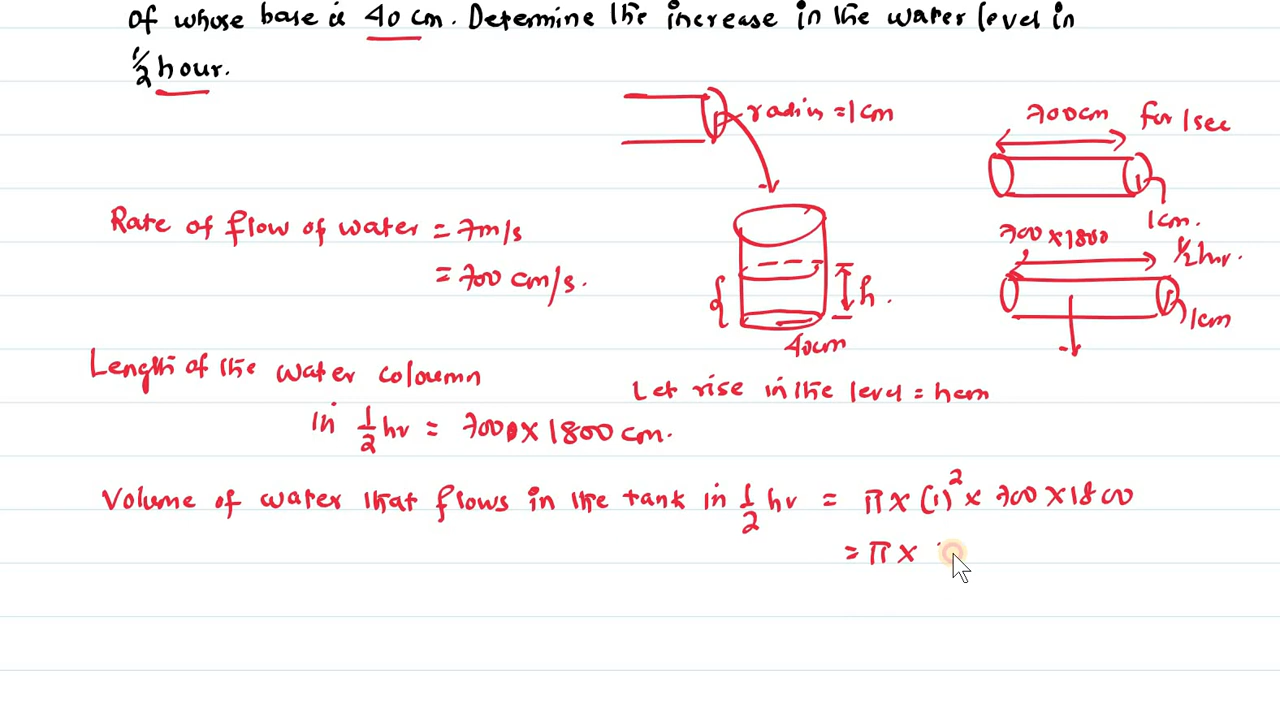 of whose base is 40 cm. Determine the increase in the water level in
1/2 hour.
radius = 1cm
700cm for 1sec
1cm.
Rate of flow of water = 7m/s
= 700 cm/s.
700 x 1800 1/2 hr.
1cm
h.
40cm
Length of the water coloumn
in 1/2 hr = 700 x 1800 cm.
Let rise in the level = hcm
Volume of water that flows in the tank in 1/2 hr = π x (1)² x 700 x 1800
= π x